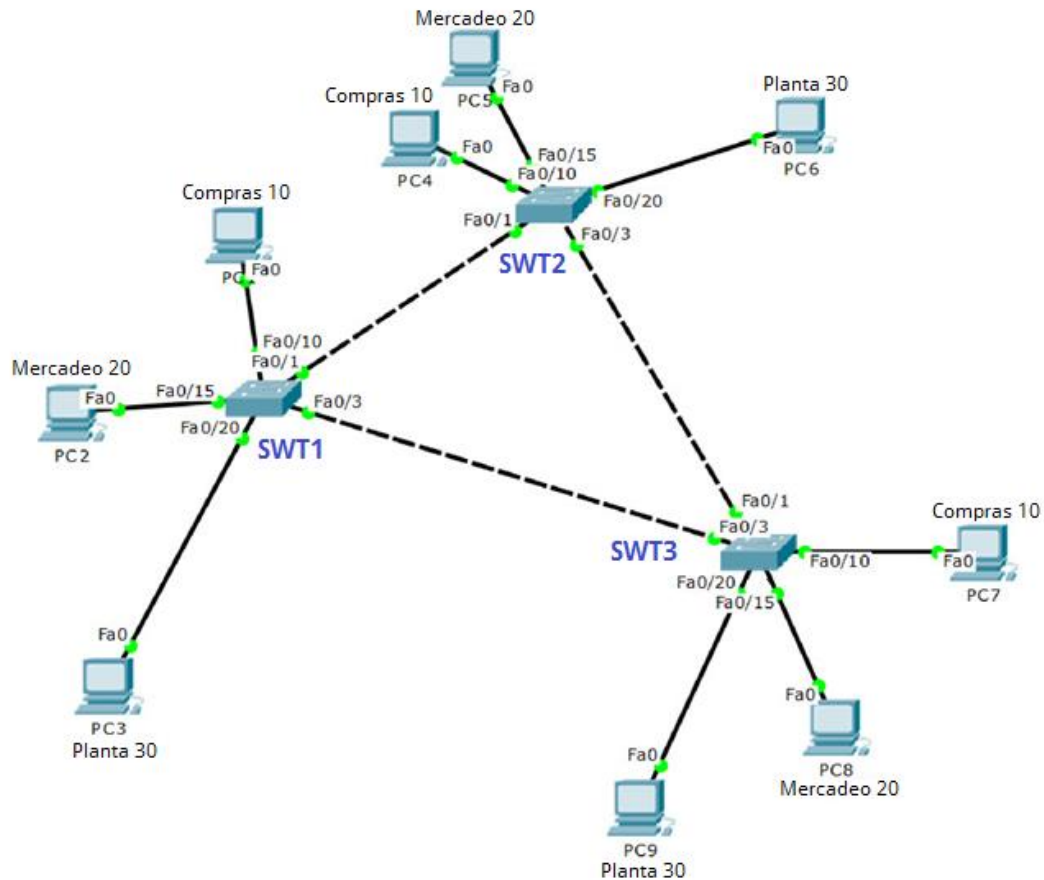 Mercadeo 20
Fa0
PC5
Compras 10
Fa0
PC4
Planta 30
Fa0
PC6
Fa0/15
Fa0/10
Fa0/20
Fa0/1
Fa0/3
SWT2
Compras 10
Fa0
Fa0/10
Fa0/1
Mercadeo 20
Fa0
PC2
Fa0/15
Fa0/20
Fa0/3
SWT1
Fa0/1
Fa0/3
SWT3
Fa0/20
Fa0/15
Fa0/10
Compras 10
Fa0
PC7
Fa0
PC3
Planta 30
Fa0
PC8
Mercadeo 20
Fa0
PC9
Planta 30